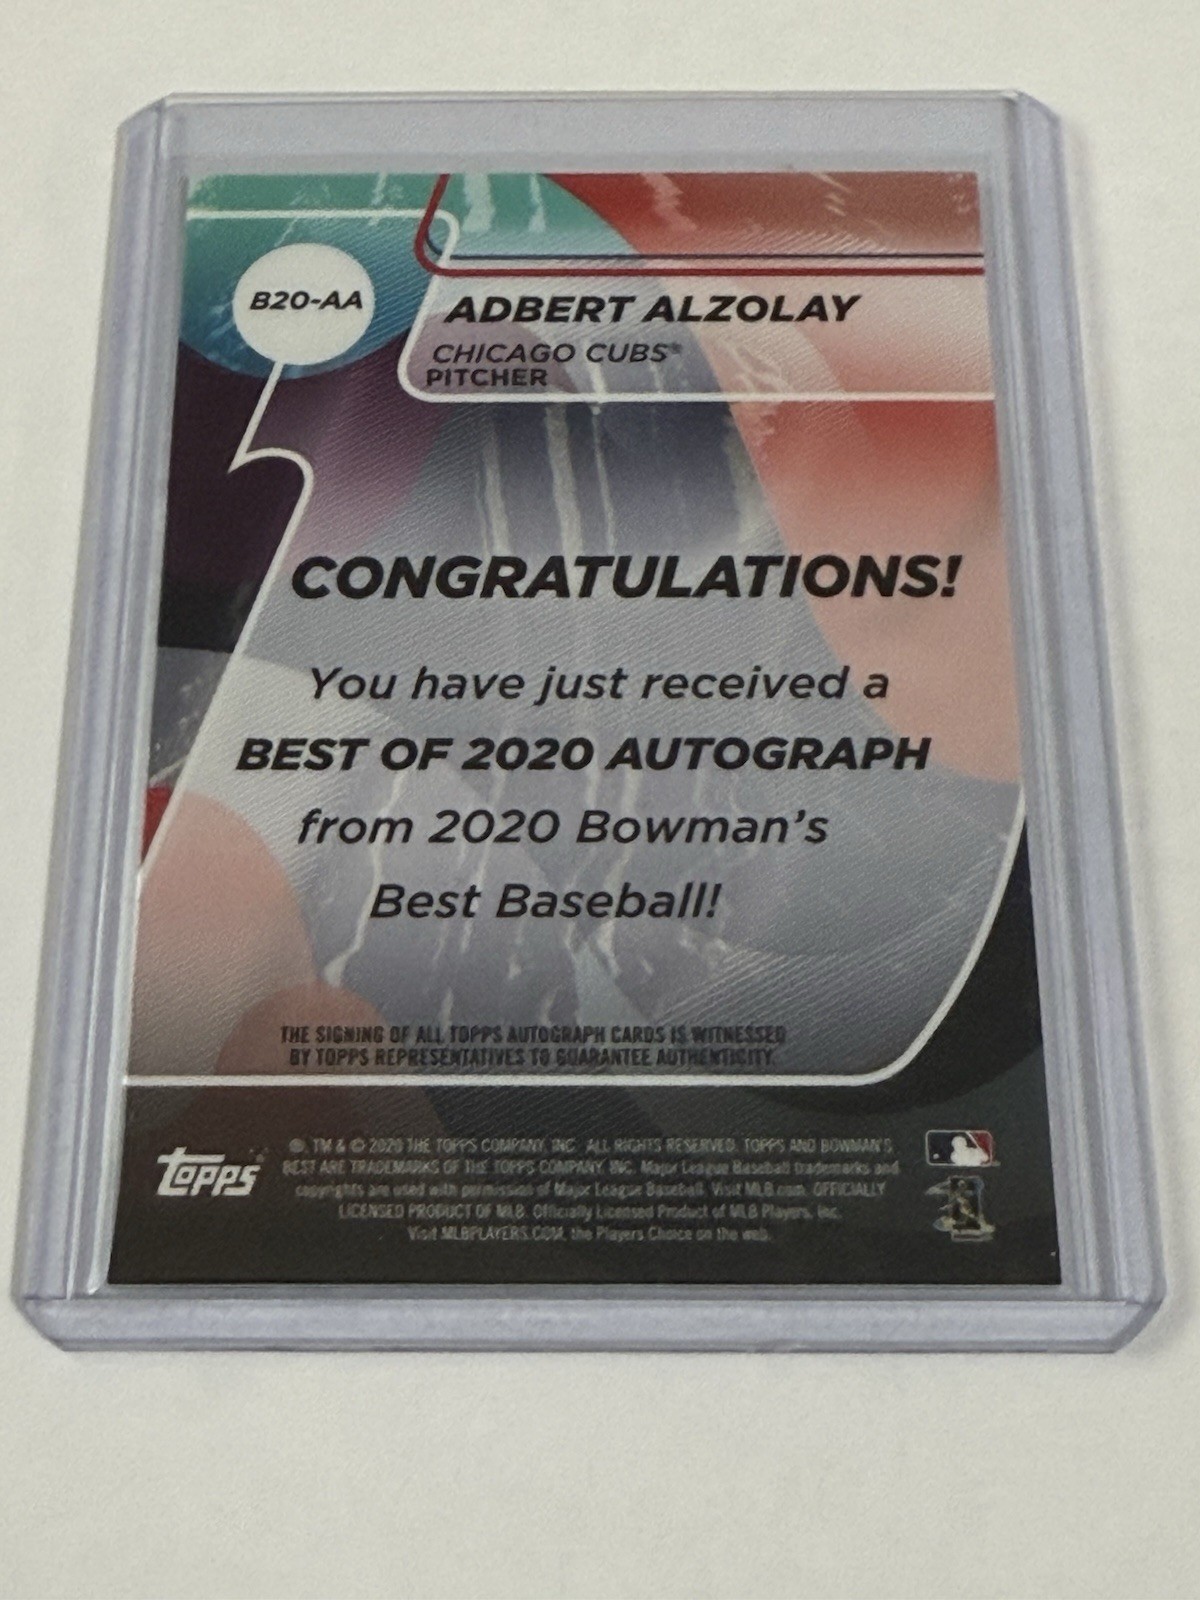 B20-AA
ADBERT ALZOLAY
CHICAGO CUBS®
PITCHER
CONGRATULATIONS!
You have just received a
BEST OF 2020 AUTOGRAPH
from 2020 Bowman's
Best Baseball!
THE SIGNING OF ALL TOPPS AUTOGRAPH CARDS IS WITNESSED
BY TOPPS REPRESENTATIVES TO GUARANTEE AUTHENTICITY.
Topps
®, TM & © 2020 THE TOPPS COMPANY, INC. ALL RIGHTS RESERVED. TOPPS AND BOWMAN'S
BEST ARE TRADEMARKS OF THE TOPPS COMPANY, INC. Major League Baseball trademarks and
copyrights are used with permission of Major League Baseball. Visit MLB.com. OFFICIALLY
LICENSED PRODUCT OF MLB. Officially Licensed Product of MLB Players, Inc.
Visit MLBPLAYERS.COM, the Players Choice on the web.